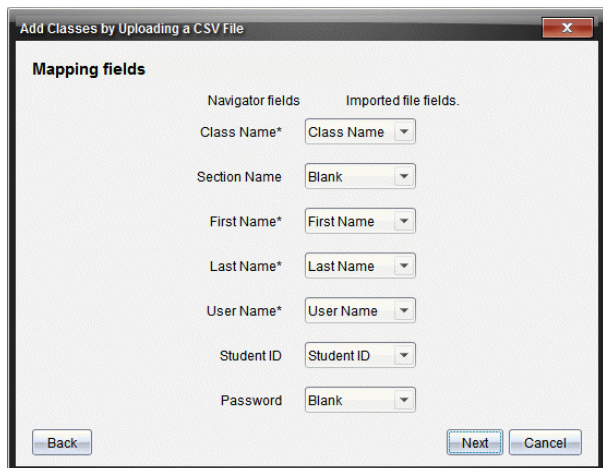 Add Classes by Uploading a CSV File
Mapping fields
Navigator fields Imported file fields.
Class Name* Class Name
Section Name Blank
First Name* First Name
Last Name* Last Name
User Name* User Name
Student ID Student ID
Password Blank
Back Next Cancel